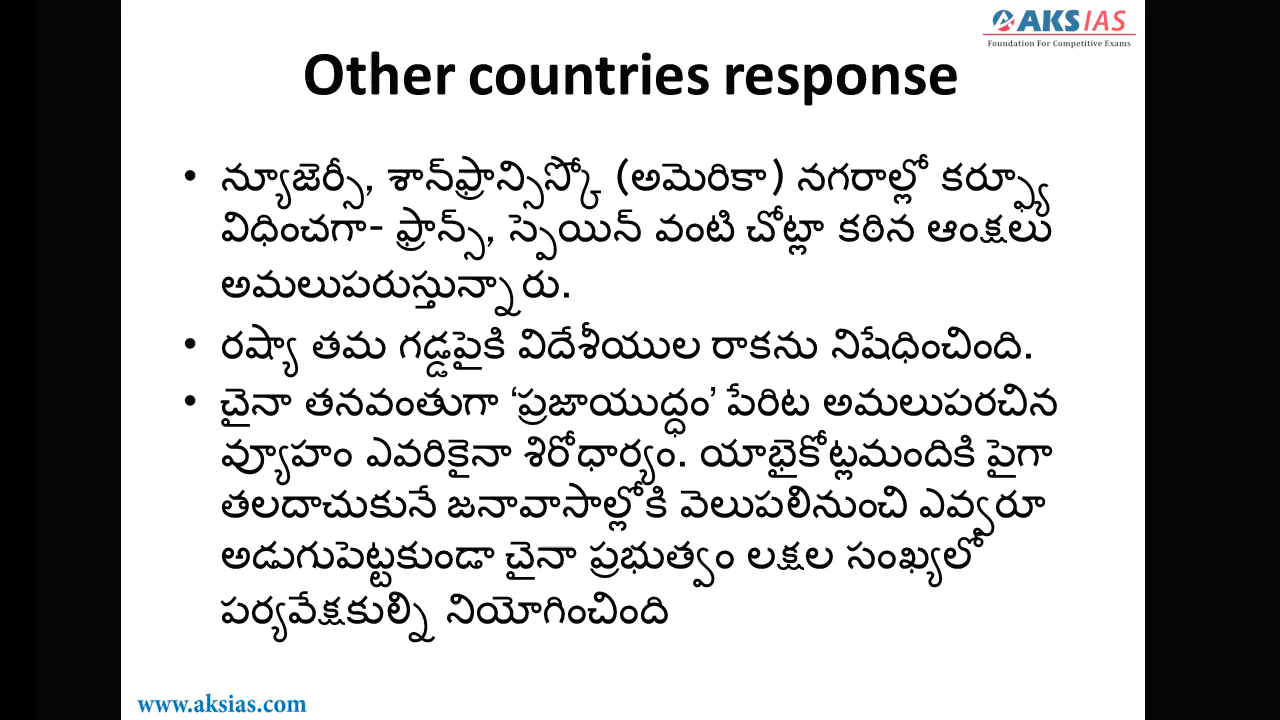 AKS IAS
Foundation For Competitive Exams
Other countries response
• న్యూజెర్సీ, శాన్‌ఫ్రాన్సిస్కో (అమెరికా) నగరాల్లో కర్ఫ్యూ
విధించగా- ఫ్రాన్స్, స్పెయిన్ వంటి చోట్లా కఠిన ఆంక్షలు
అమలుపరుస్తున్నారు.
• రష్యా తమ గడ్డపైకి విదేశీయుల రాకను నిషేధించింది.
• చైనా తనవంతుగా ‘ప్రజాయుద్ధం’ పేరిట అమలుపరచిన
వ్యూహం ఎవరికైనా శిరోధార్యం. యాభైకోట్లమందికి పైగా
తలదాచుకునే జనావాసాల్లోకి వెలుపలినుంచి ఎవ్వరూ
అడుగుపెట్టకుండా చైనా ప్రభుత్వం లక్షల సంఖ్యలో
పర్యవేక్షకుల్ని నియోగించింది
www.aksias.com